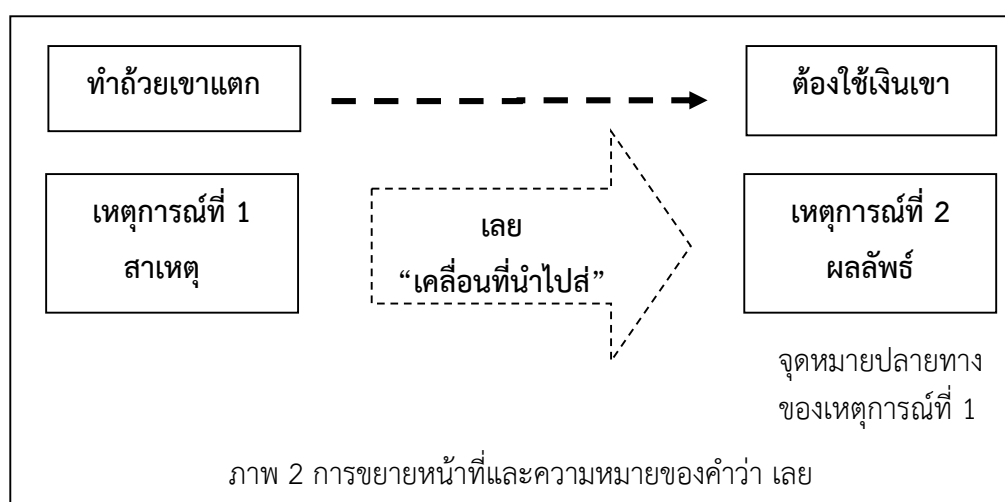 ทำถ้วยเขาแตก
ต้องใช้เงินเขา
เหตุการณ์ที่ 1
สาเหตุ
เลย
“เคลื่อนที่นำไปส่”
เหตุการณ์ที่ 2
ผลลัพธ์
จุดหมายปลายทาง
ของเหตุการณ์ที่ 1
ภาพ 2 การขยายหน้าที่และความหมายของคำว่า เลย